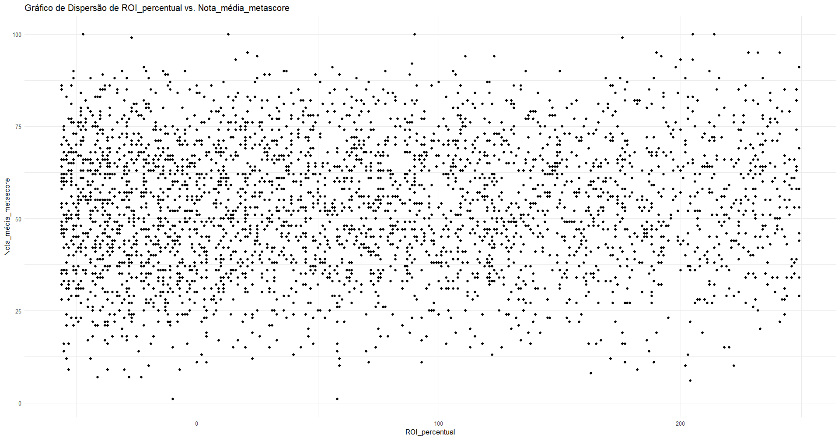 Gráfico de Dispersão de ROI_percentual vs. Nota_média_metascore
100
75
50
25
0
Nota_média_metascore
0
100
200
ROI_percentual